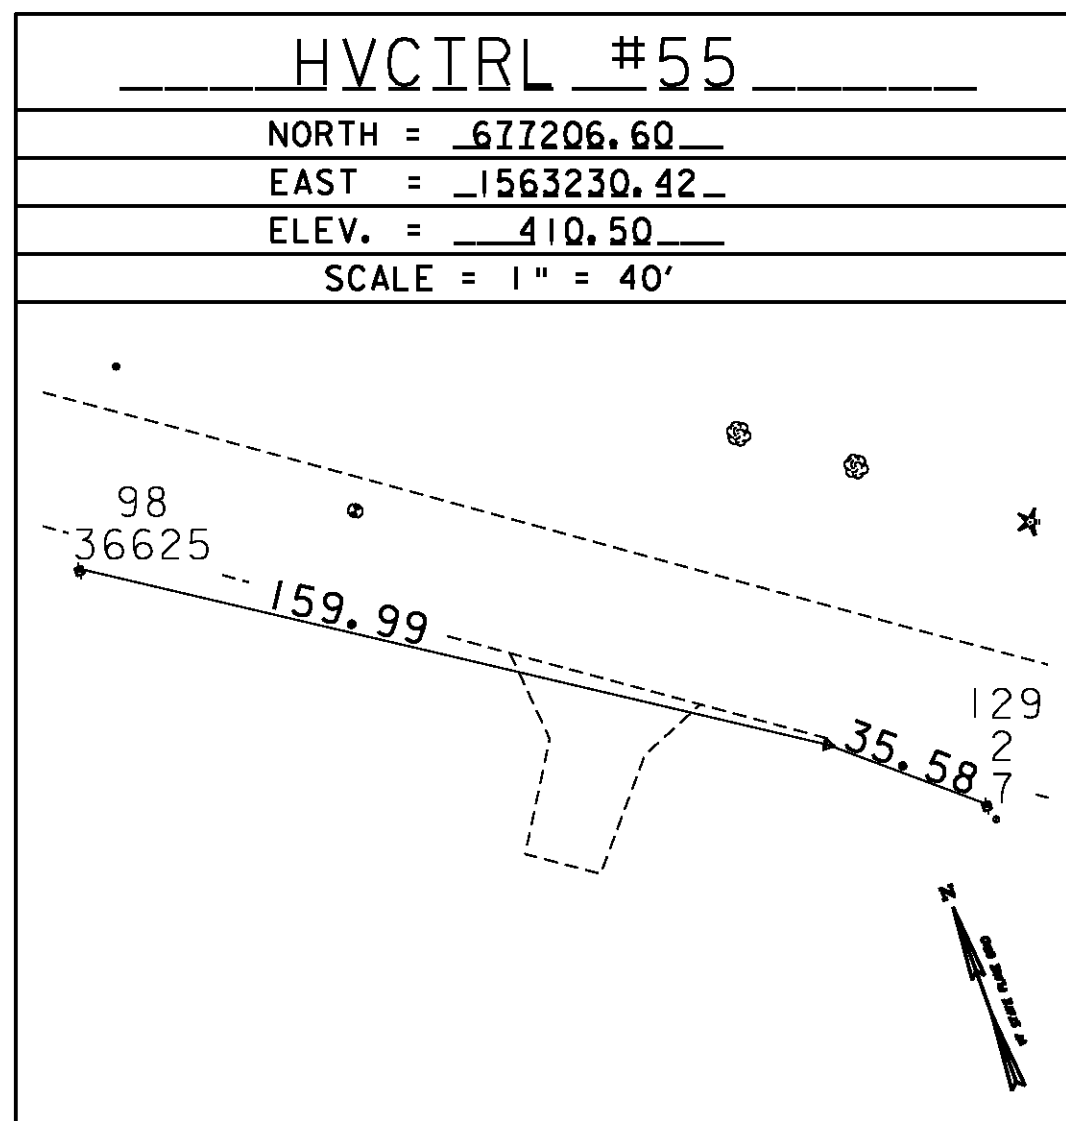 HVCTRL #55
NORTH = 677206.60
EAST = 1563230.42
ELEV. = 410.50
SCALE = 1" = 40'
98
36625
159.99
129
2
7
35.58
N